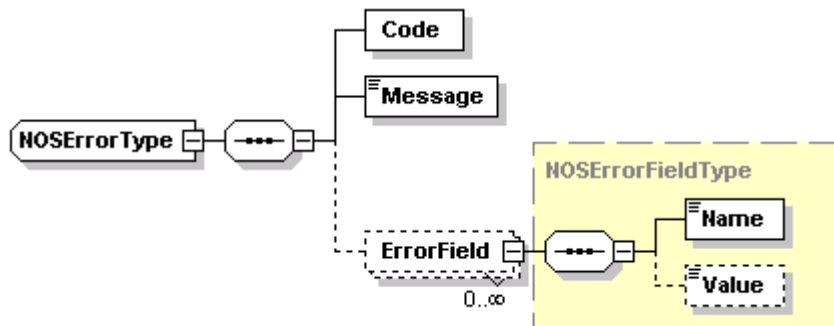 Code
Message
NOSErrorType
NOSErrorFieldType
Name
ErrorField
0..∞
Value